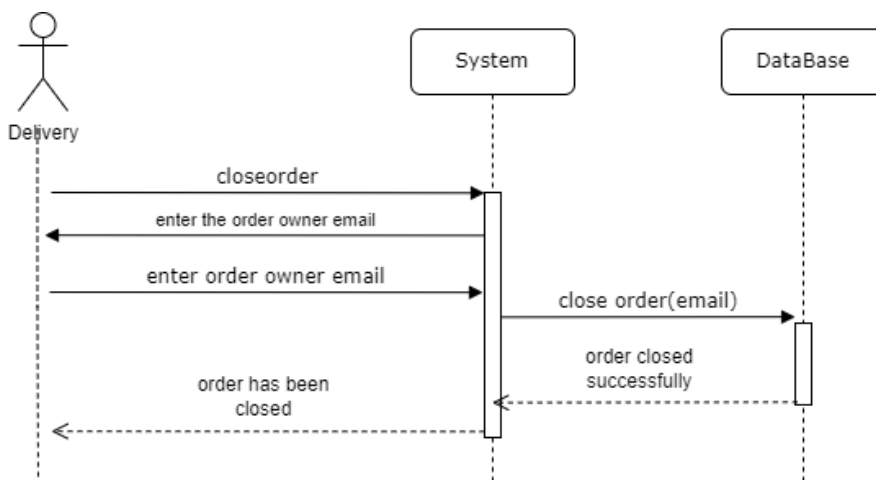 System
DataBase
Delivery
closeorder
enter the order owner email
enter order owner email
close order(email)
order closed
successfully
order has been
closed